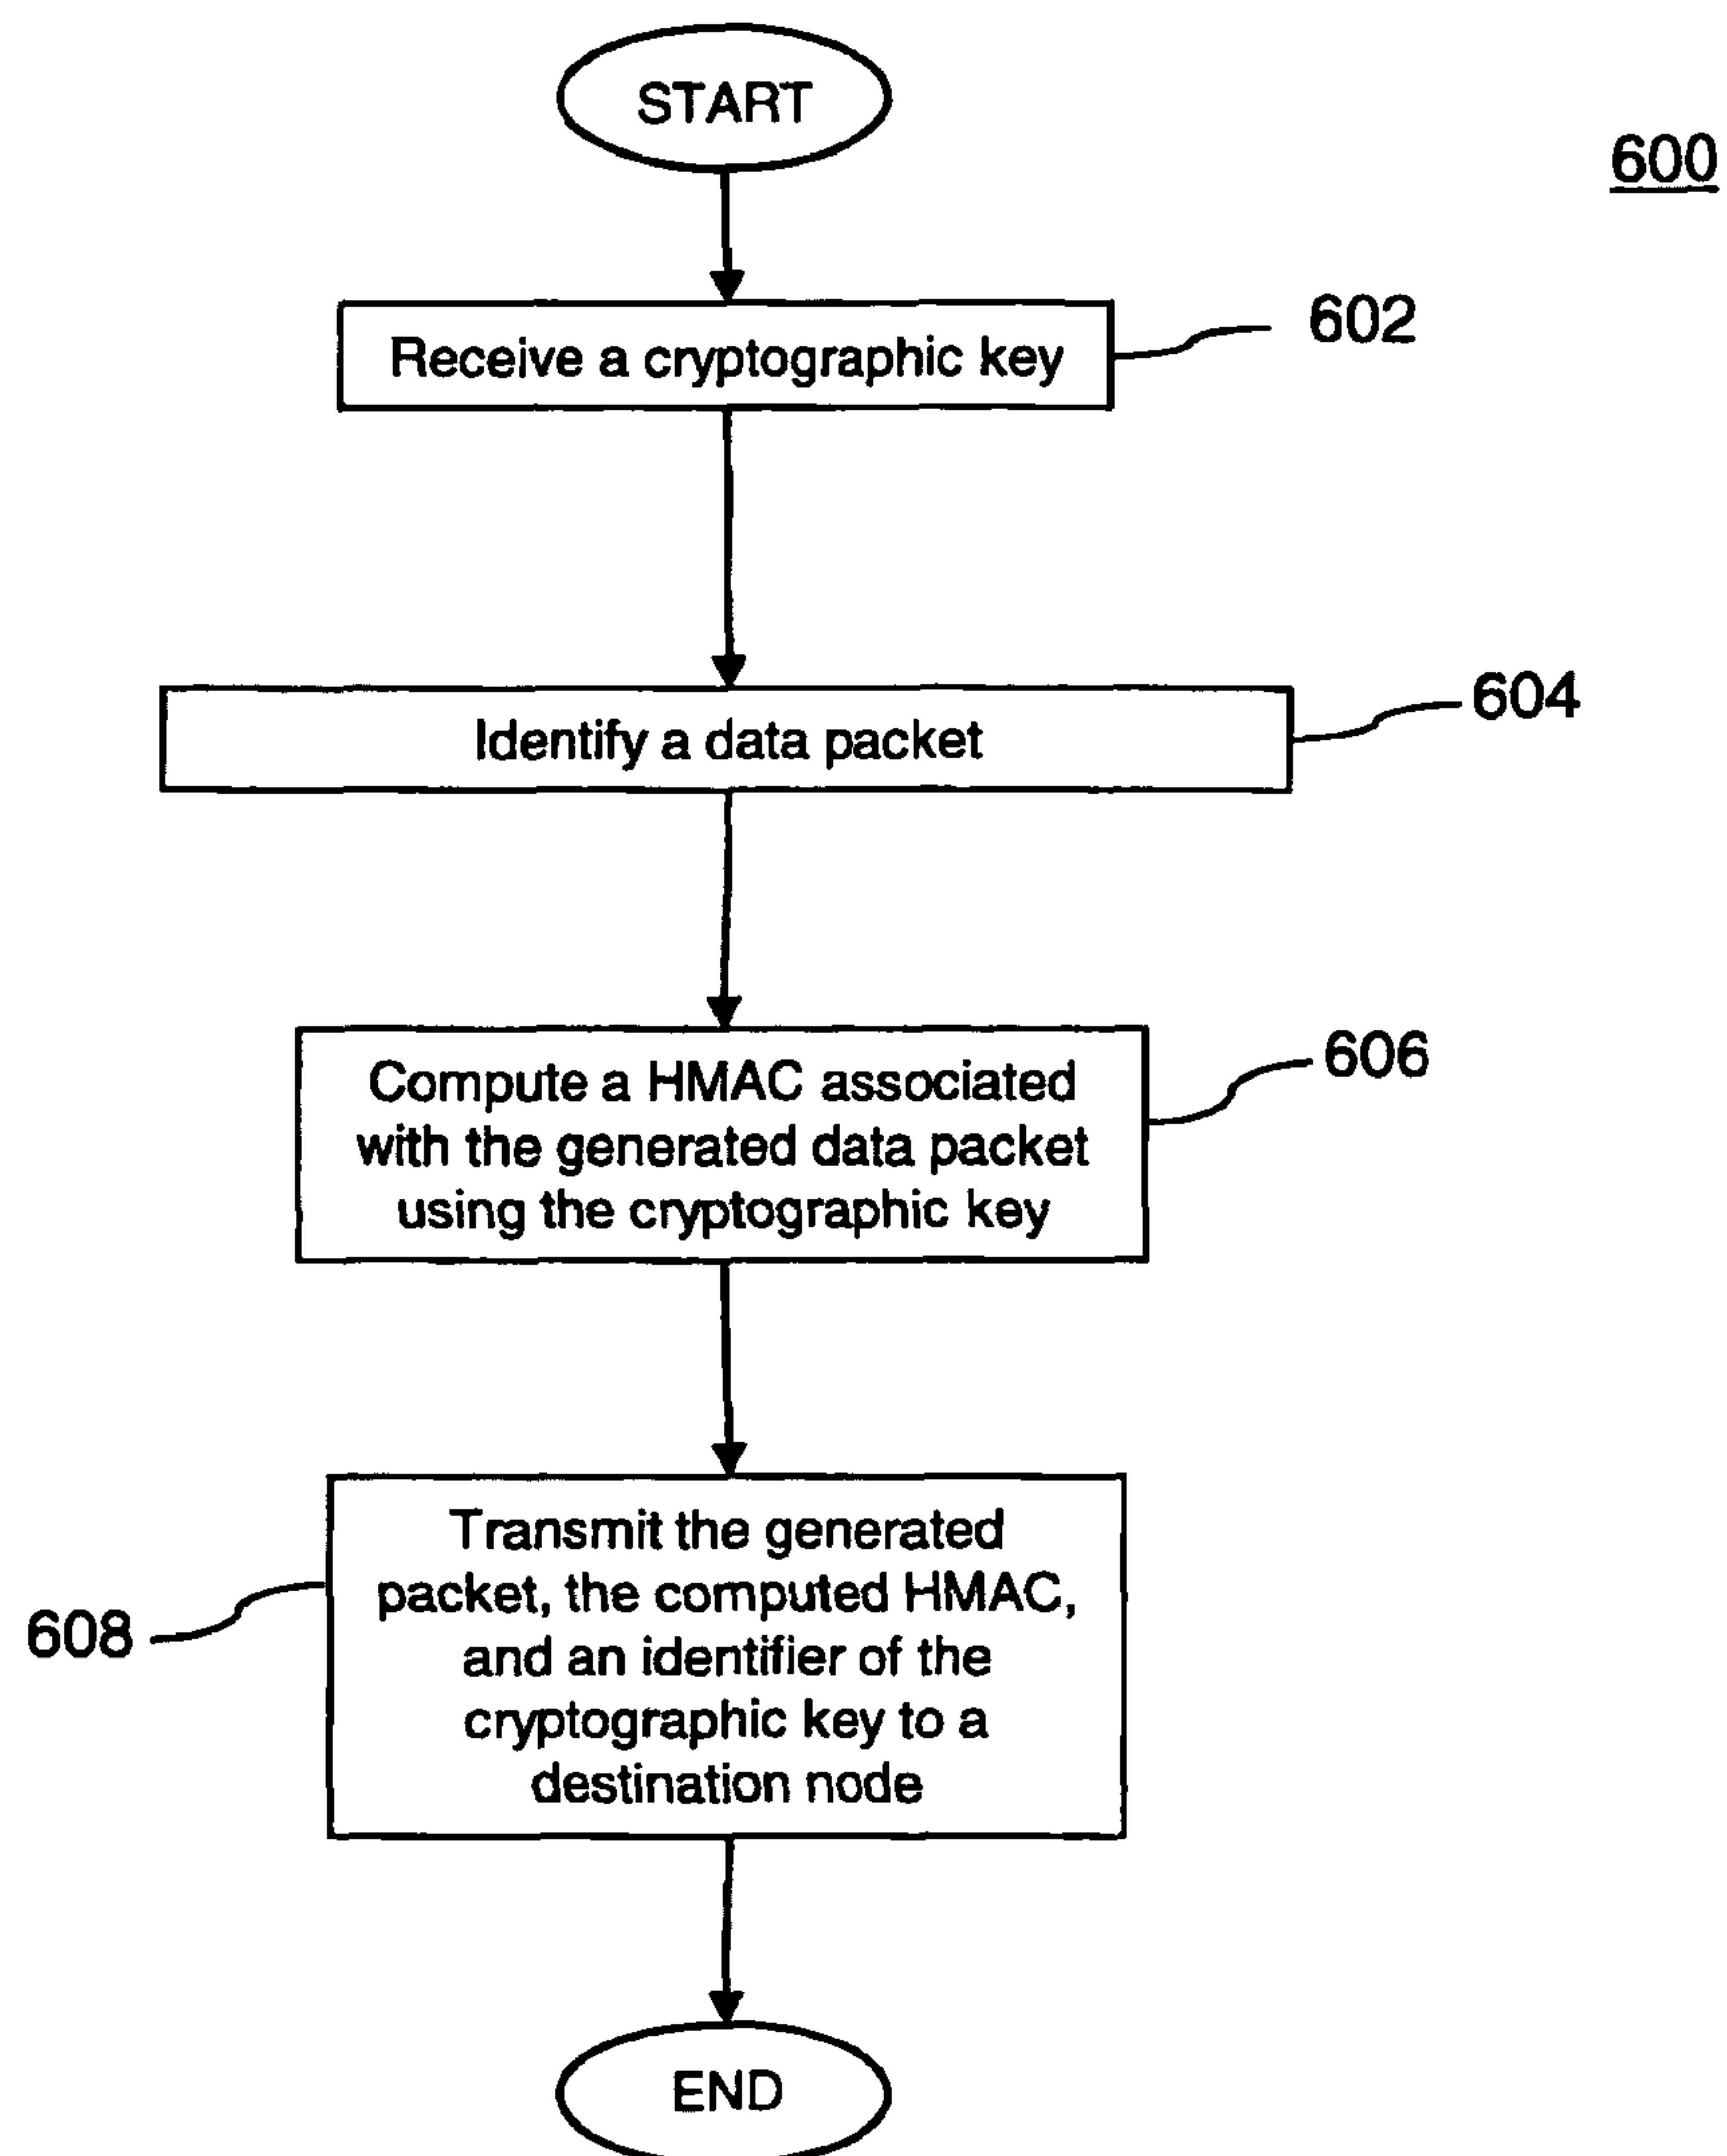 START
600
Receive a cryptographic key
602
Identify a data packet
604
Compute a HMAC associated
with the generated data packet
using the cryptographic key
606
Transmit the generated
packet, the computed HMAC,
and an identifier of the
cryptographic key to a
destination node
608
END